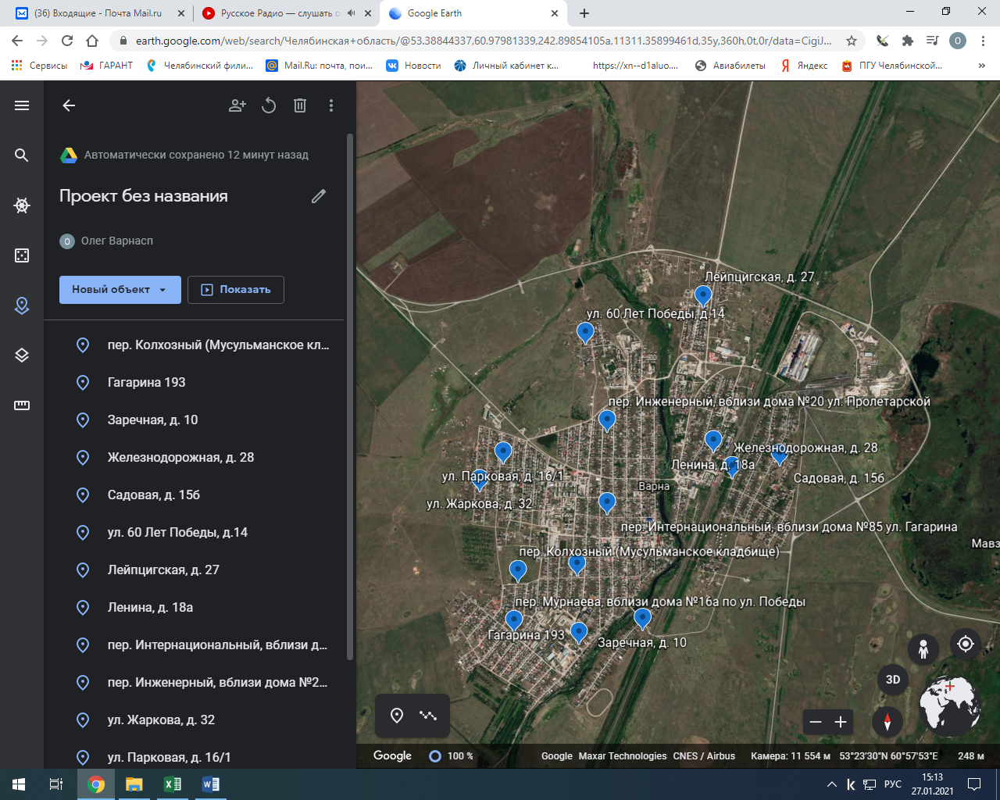 (36) Входящие - Почта Mail.ru
Русское Радио — слушать о
Google Earth
earth.google.com/web/search/Челябинская+область/@53.38844337,60.97981339,242.89854105a,11311.35899461d,35y,360h,0t,0r/data=CigiJ...
О
Сервисы
ГАРАНТ
Челябинский фили...
Mail.Ru: почта, пои...
Новости
Личный кабинет к...
https://xn--d1aluo....
Авиабилеты
Яндекс
ПГУ Челябинской...
»
Автоматически сохранено 12 минут назад
Проект без названия
О Олег Варнасп
Новый объект
Показать
пер. Колхозный (Мусульманское кл...
Гагарина 193
Заречная, д. 10
Железнодорожная, д. 28
Садовая, д. 15б
ул. 60 Лет Победы, д.14
Лейпцигская, д. 27
Ленина, д. 18а
пер. Интернациональный, вблизи д...
пер. Инженерный, вблизи дома №2...
ул. Жаркова, д. 32
ул. Парковая, д. 16/1
Лейпцигская, д. 27
ул. 60 Лет Победы, д.14
пер. Инженерный, вблизи дома №20 ул. Пролетарской
Железнодорожная, д. 28
Ленина, д. 18а
ул. Парковая, д. 16/1
Садовая, д. 15б
Варна
ул. Жаркова, д. 32
пер. Интернациональный, вблизи дома №85 ул. Гагарина
Мавз
пер. Колхозный (Мусульманское кладбище)
пер. Мурнаева, вблизи дома №16а по ул. Победы
Гагарина 193
Заречная, д. 10
3D
Google
100 %
Google Maxar Technologies CNES / Airbus
Камера: 11 554 м 53°23'30"N 60°57'53"E
248 м
РУС
15:13
27.01.2021